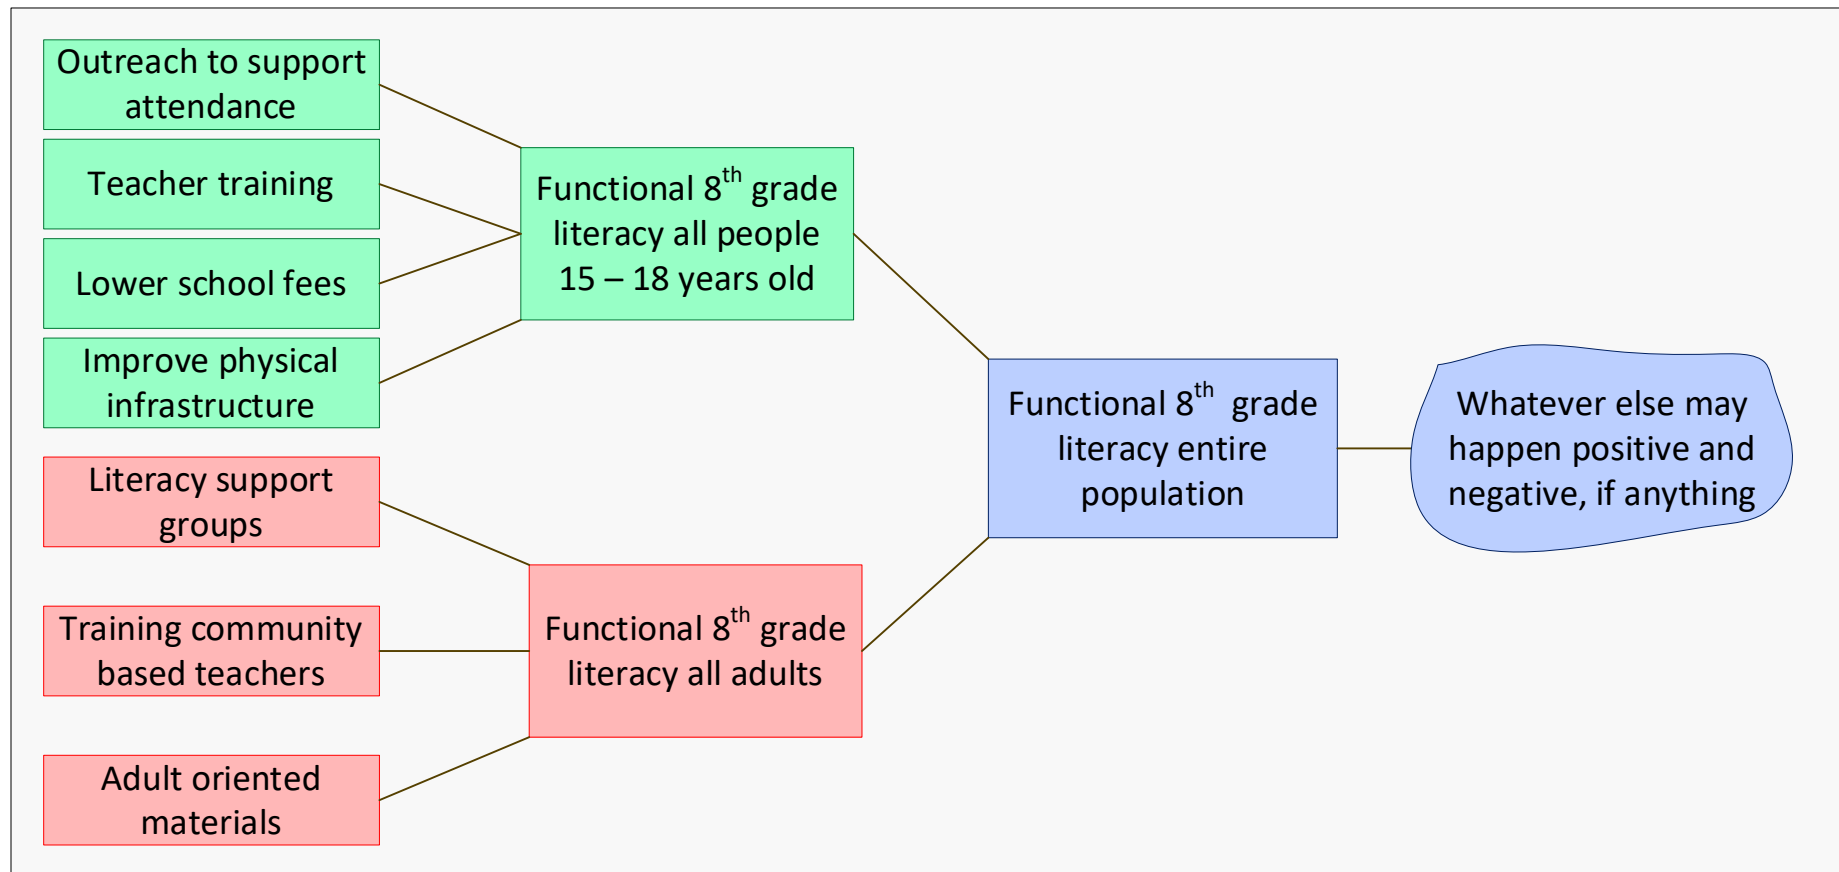 Outreach to support
attendance
Teacher training
Lower school fees
Improve physical
infrastructure
Literacy support
groups
Training community
based teachers
Adult oriented
materials
Functional 8th grade
literacy all people
15 – 18 years old
Functional 8th grade
literacy all adults
Functional 8th grade
literacy entire
population
Whatever else may
happen positive and
negative, if anything